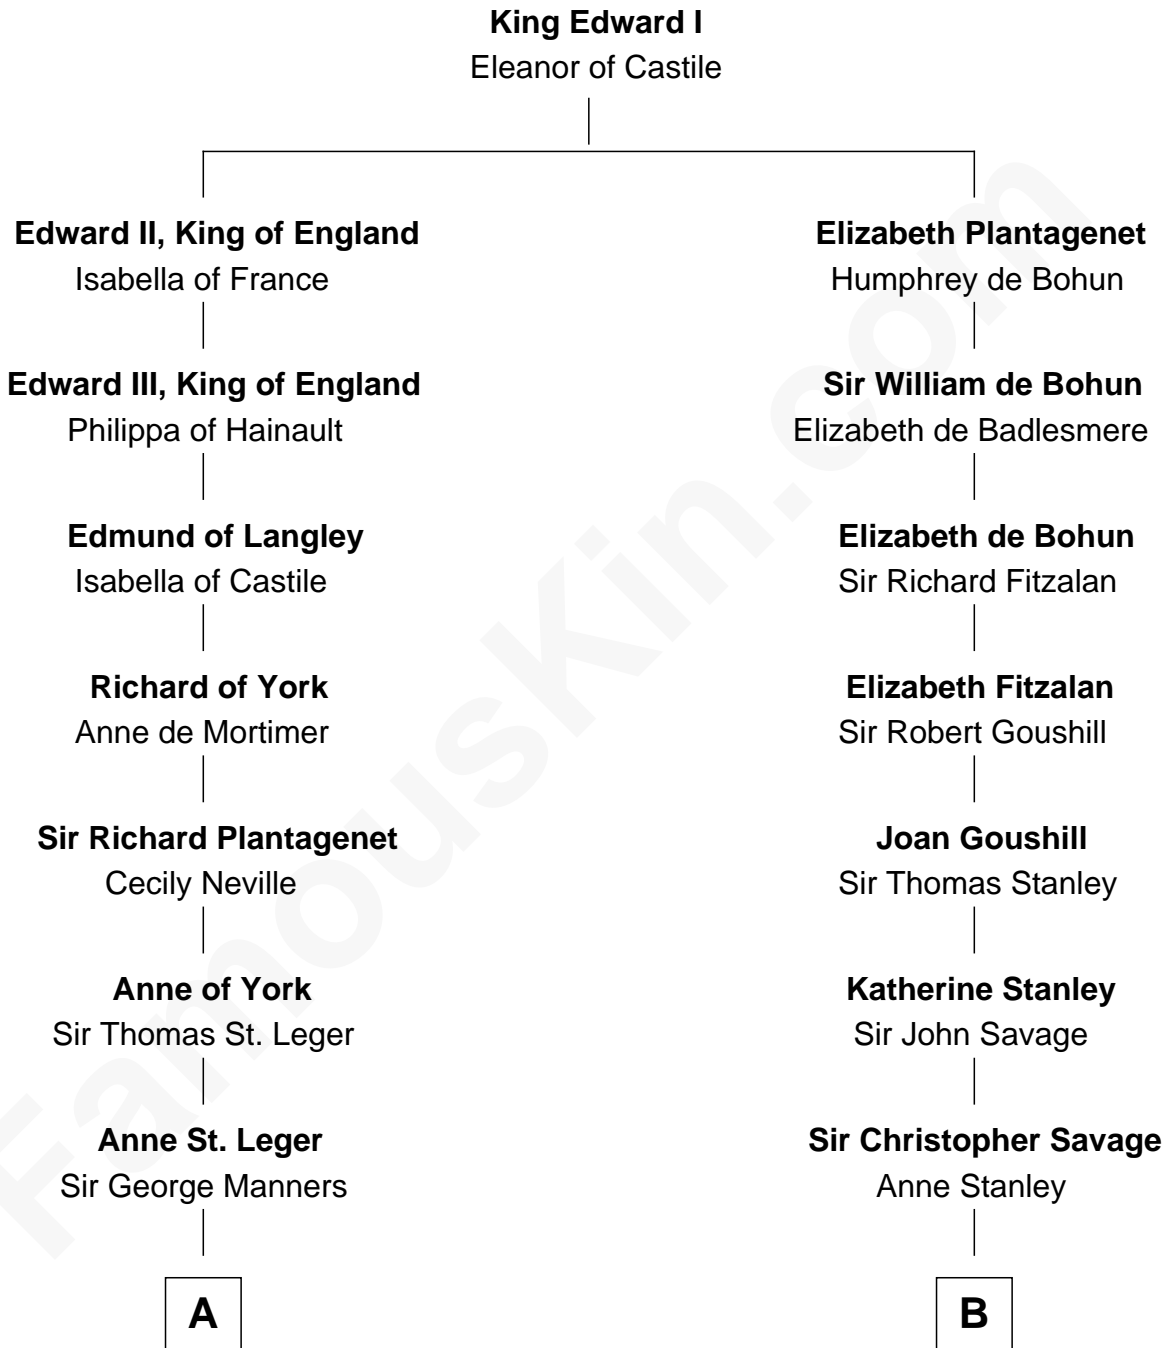 King Edward I
Eleanor of Castile
Edward II, King of England
Isabella of France
Elizabeth Plantagenet
Humphrey de Bohun
Edward III, King of England
Philippa of Hainault
Sir William de Bohun
Elizabeth de Badlesmere
Edmund of Langley
Isabella of Castile
Elizabeth de Bohun
Sir Richard Fitzalan
Richard of York
Anne de Mortimer
Elizabeth Fitzalan
Sir Robert Goushill
Sir Richard Plantagenet
Cecily Neville
Joan Goushill
Sir Thomas Stanley
Anne of York
Sir Thomas St. Leger
Katherine Stanley
Sir John Savage
Anne St. Leger
Sir George Manners
Sir Christopher Savage
Anne Stanley
A
B
FamousKin.com